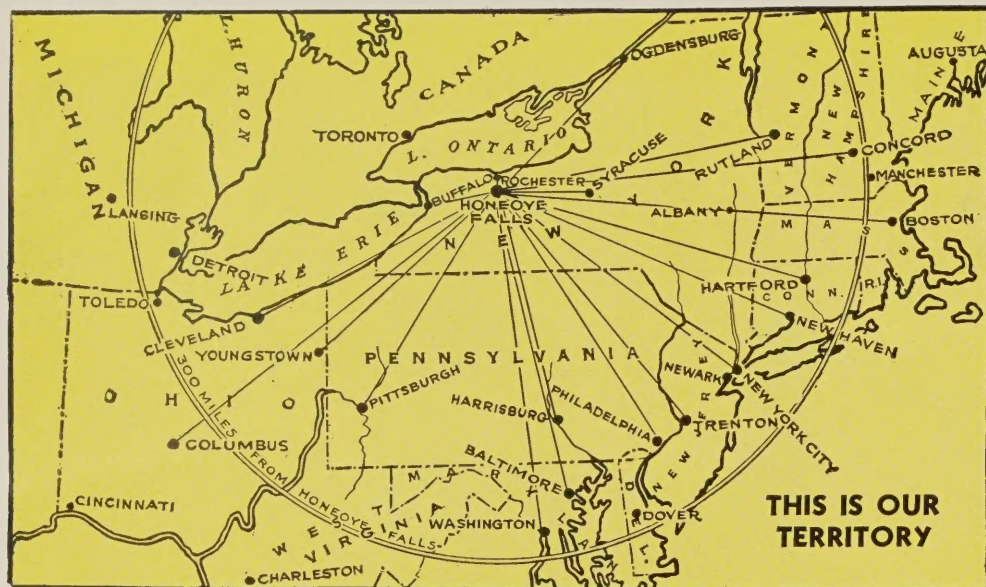 MICHIGAN
L. HURON
CANADA
OGDENSBURG
VERMONT
NEW HAMPSHIRE
MAINE
AUGUSTA
TORONTO
L. ONTARIO
NEW YORK
SYRACUSE
RUTLAND
CONCORD
MANCHESTER
LANSING
BUFFALO
ROCHESTER
HONEOYE
FALLS
ALBANY
MASS
BOSTON
DETROIT
LAKE ERIE
HARTFORD
CONN.
R.I.
TOLEDO
CLEVELAND
NEW HAVEN
YOUNGSTOWN
PENNSYLVANIA
NEWARK
NEW YORK CITY
OHIO
PITTSBURGH
HARRISBURG
PHILADELPHIA
TRENTON
NEW JERSEY
COLUMBUS
300 MILES FROM HONEOYE FALLS
BALTIMORE
MARYLAND
CINCINNATI
WEST
VIRGINIA
WASHINGTON
DOVER
DEL
CHARLESTON
THIS IS OUR
TERRITORY